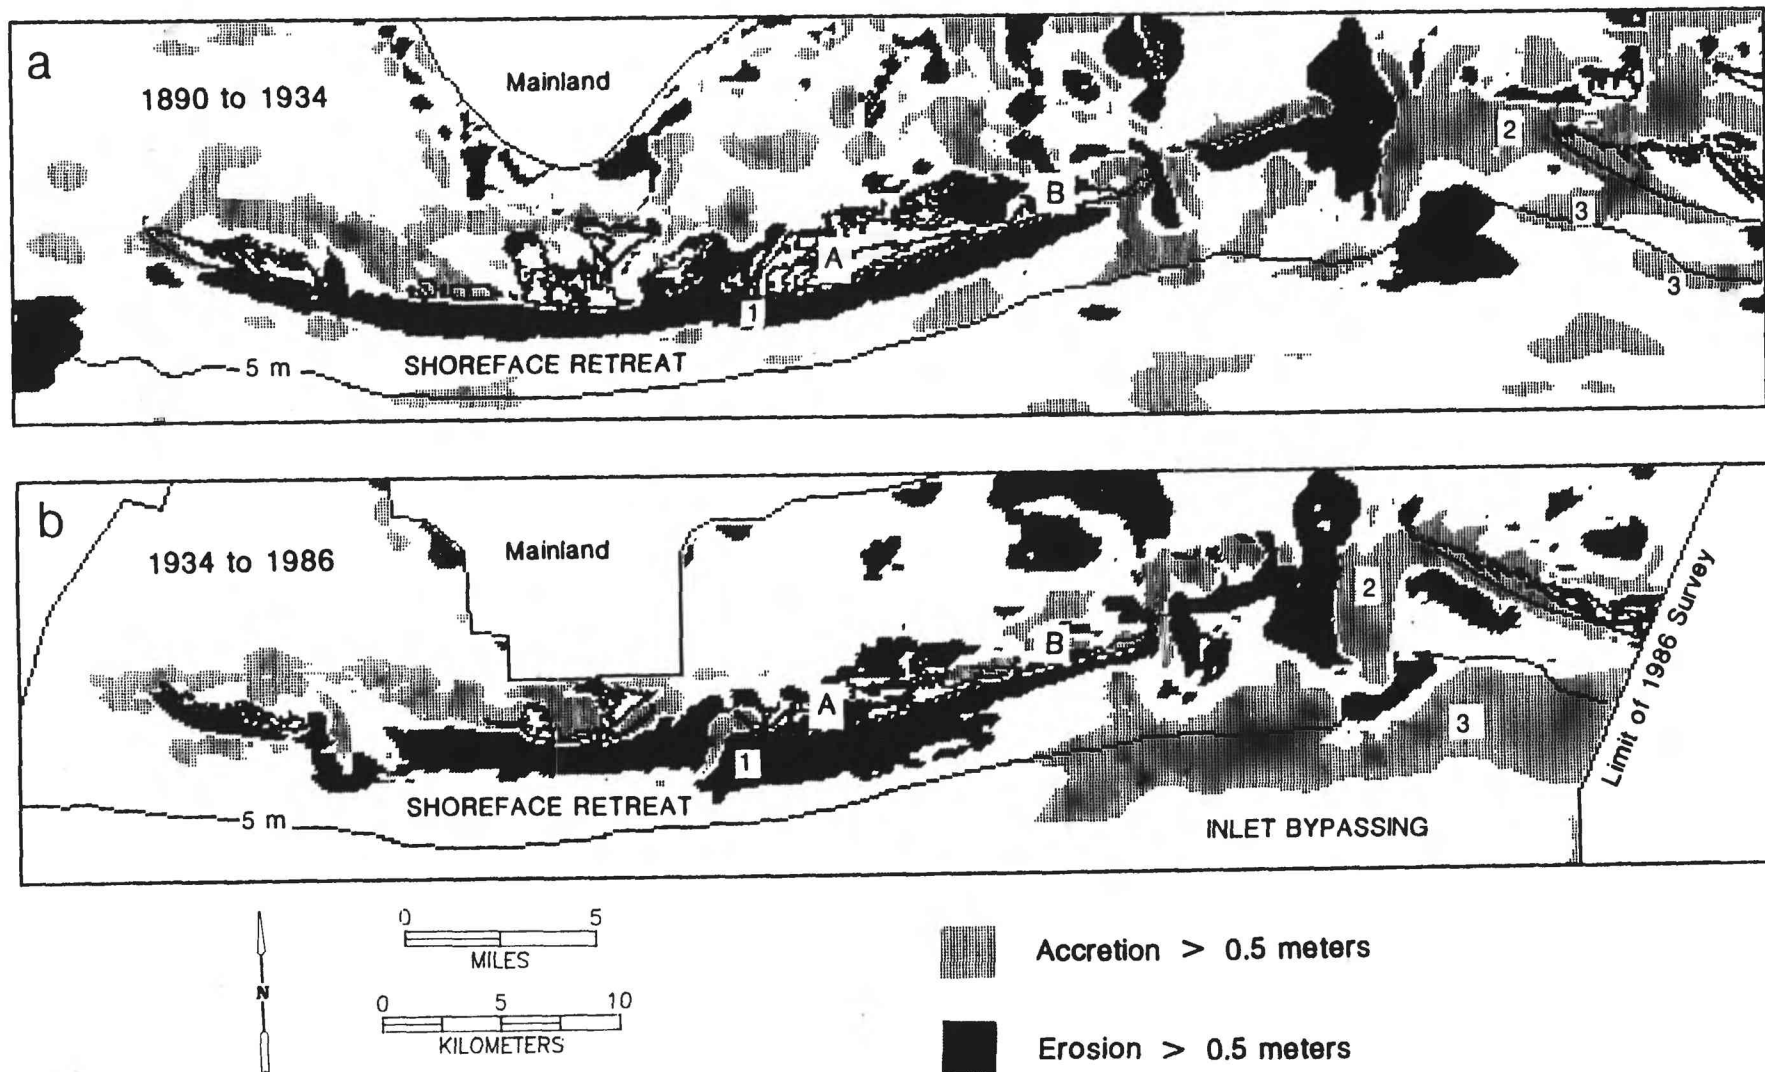 a
1890 to 1934
Mainland
2
B
3
A
3
1
SHOREFACE RETREAT
5 m
b
1934 to 1986
Mainland
2
B
A
3
1
SHOREFACE RETREAT
5 m
INLET BYPASSING
Limit of 1986 Survey
0 5
MILES
N
0 5 10
KILOMETERS
Accretion > 0.5 meters
Erosion > 0.5 meters